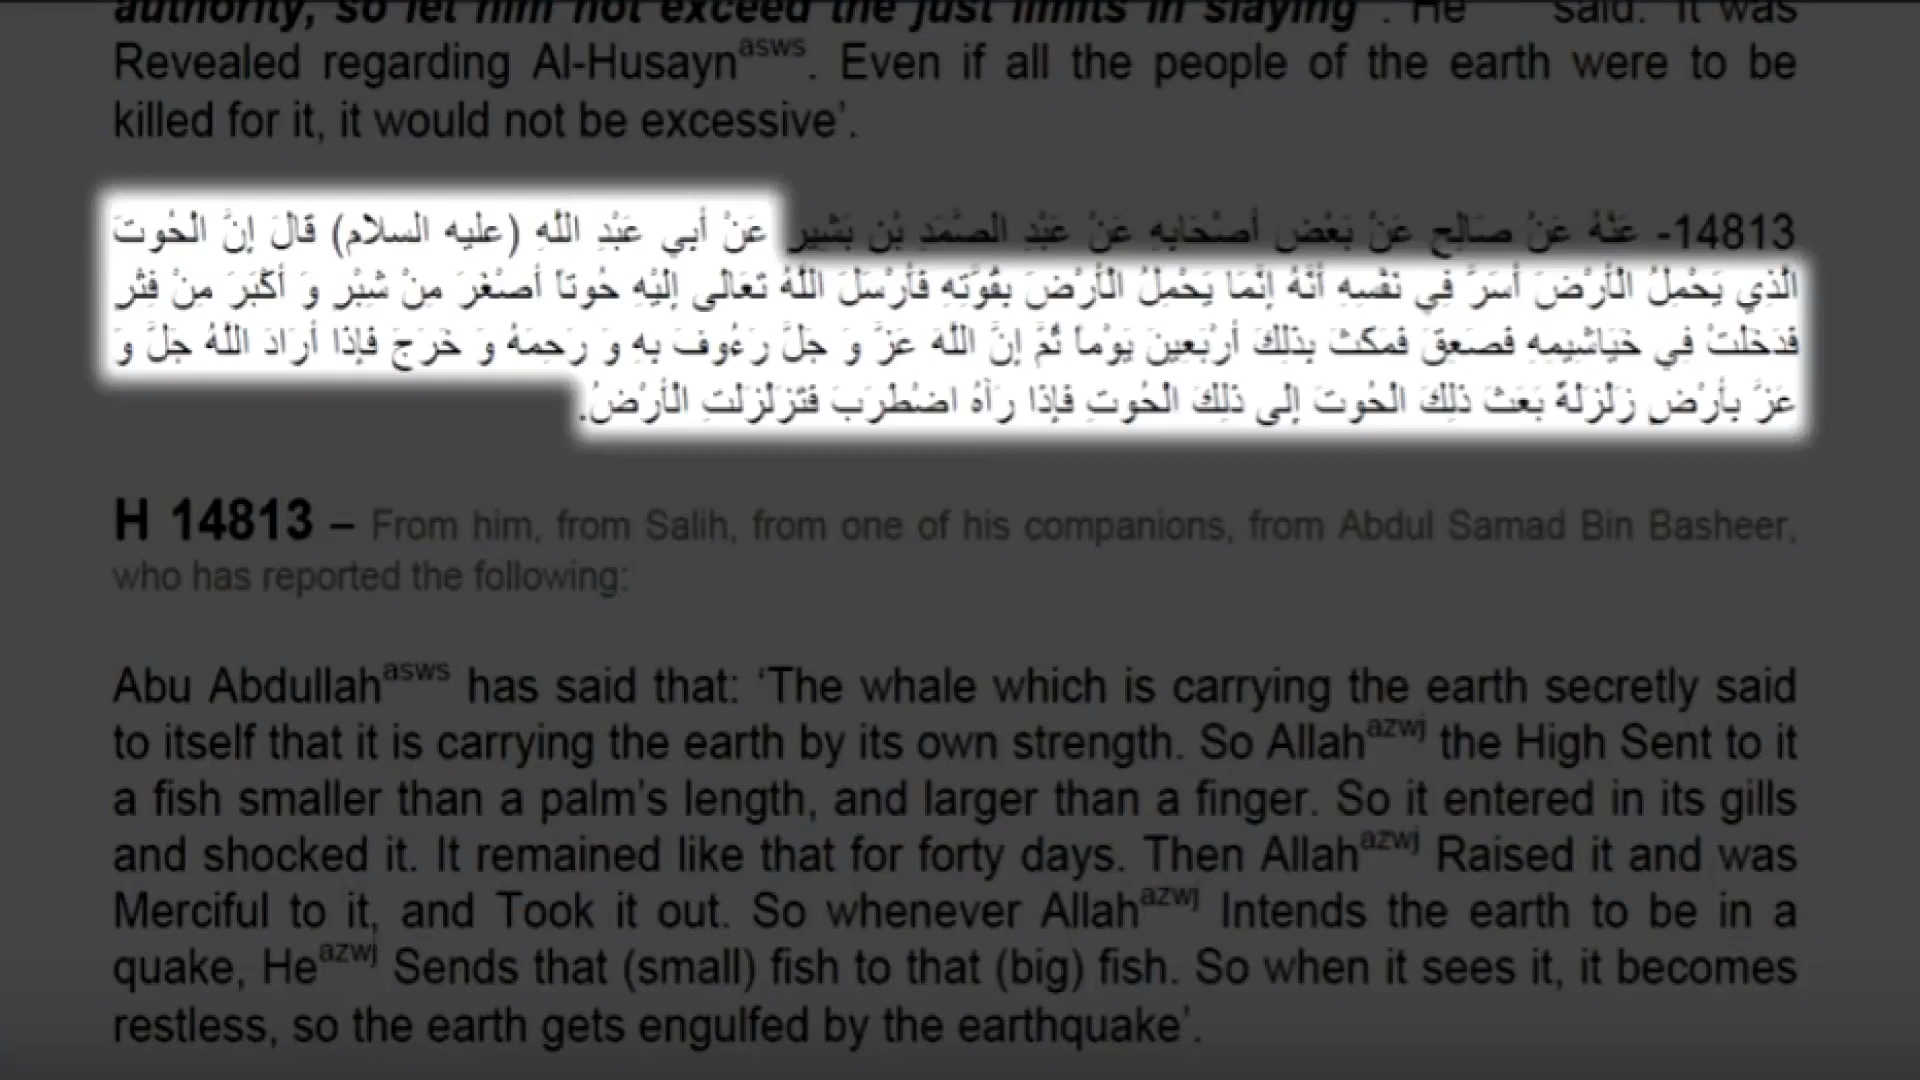 authority, so let him not exceed the just limits in slaying". He said: 'It was
Revealed regarding Al-Husayn asws. Even if all the people of the earth were to be
killed for it, it would not be excessive'.
14813- عَنْهُ عَنْ صَالِحٍ عَنْ بَعْضِ أَصْحَابِهِ عَنْ عَبْدِ الصَّمَدِ بْنِ بَشِيرٍ عَنْ أَبِي عَبْدِ اللَّهِ (عليه السلام) قَالَ إِنَّ الْحُوتَ
الَّذِي يَحْمِلُ الْأَرْضَ أَسَرَّ فِي نَفْسِهِ أَنَّهُ إِنَّمَا يَحْمِلُ الْأَرْضَ بِقُوَّتِهِ فَأَرْسَلَ اللَّهُ تَعَالَى إِلَيْهِ حُوتاً أَصْغَرَ مِنْ شِبْرٍ وَ أَكْبَرَ مِنْ فِتْرٍ
فَدَخَلَتْ فِي خَيَاشِيمِهِ فَصَعِقَ فَمَكَثَ بِذَلِكَ أَرْبَعِينَ يَوْماً ثُمَّ إِنَّ اللَّهَ عَزَّ وَ جَلَّ رَءُوفَ بِهِ وَ رَحِمَهُ وَ خَرَجَ فَإِذَا أَرَادَ اللَّهُ جَلَّ وَ
عَزَّ بِأَرْضٍ زَلْزَلَةً بَعَثَ ذَلِكَ الْحُوتَ إِلَى ذَلِكَ الْحُوتِ فَإِذَا رَآهُ اضْطَرَبَ فَتَزَلْزَلَتِ الْأَرْضُ.
H 14813 – From him, from Salih, from one of his companions, from Abdul Samad Bin Basheer,
who has reported the following:
Abu Abdullah asws has said that: 'The whale which is carrying the earth secretly said
to itself that it is carrying the earth by its own strength. So Allah azwj the High Sent to it
a fish smaller than a palm's length, and larger than a finger. So it entered in its gills
and shocked it. It remained like that for forty days. Then Allah azwj Raised it and was
Merciful to it, and Took it out. So whenever Allah azwj Intends the earth to be in a
quake, He azwj Sends that (small) fish to that (big) fish. So when it sees it, it becomes
restless, so the earth gets engulfed by the earthquake'.